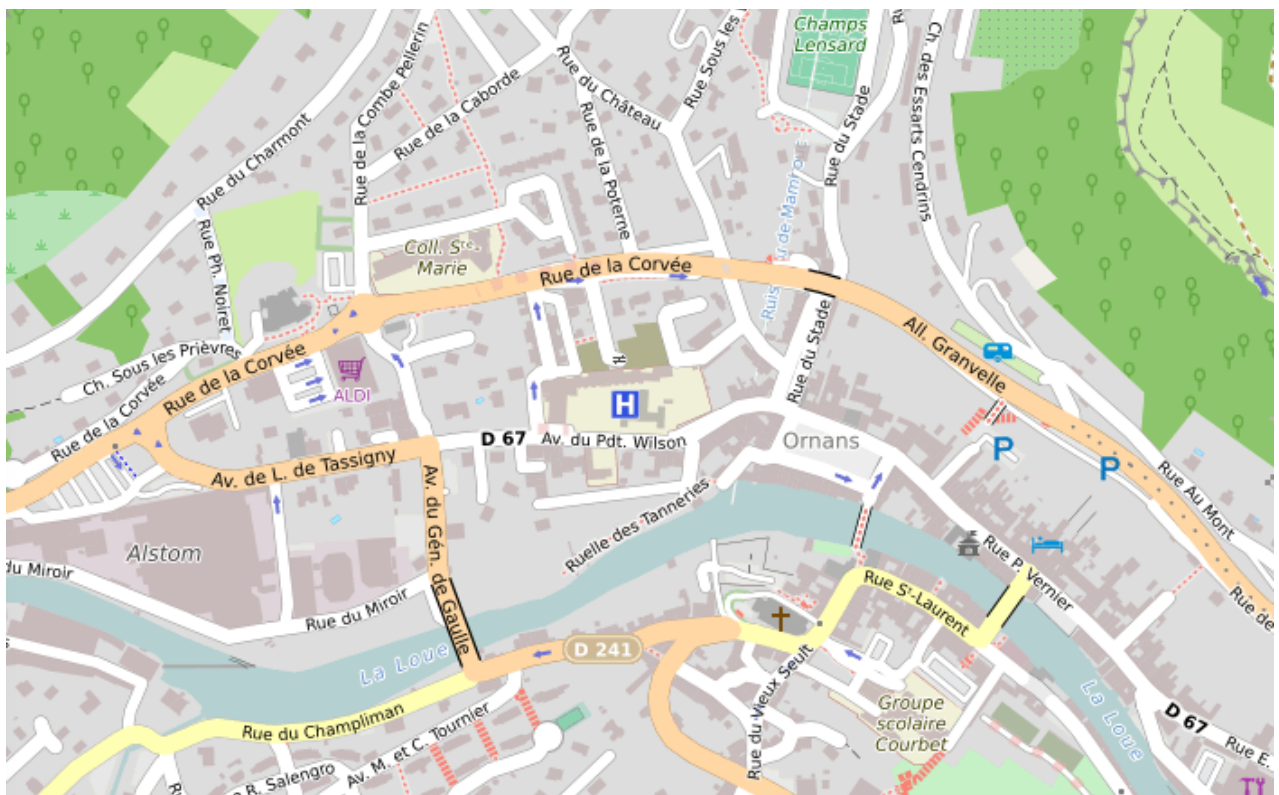 Champs
Lensard
Ch. des Essarts Cendrins
Rue Sous les
Rue de la Combe Pellerin
Rue du Château
Rue de la Caborde
Rue du Stade
Rue du Charmont
Rue de la Poterne
Coll. Sᵗᵉ-
Marie
Rue Ph. Noiret
Rue de la Corvée
Rue du Stade
All. Granvelle
Ch. Sous les Prièvres
Rue de la Corvée
ALDI
Rue de la Corvée
H
D 67
Av. du Pdt. Wilson
Ornans
P
P
Av. de L. de Tassigny
Rue Au Mont
Av. du Gén. de Gaulle
Ruelle des Tanneries
Alstom
Rue P. Vernier
du Miroir
Rue Sᵗ-Laurent
Rue de
Rue du Miroir
La Loue
D 241
Rue du Vieux Seult
Groupe
scolaire
Courbet
La Loue
D 67
Rue du Champliman
Av. M. et C. Tournier
Rue E.
R. Salengro